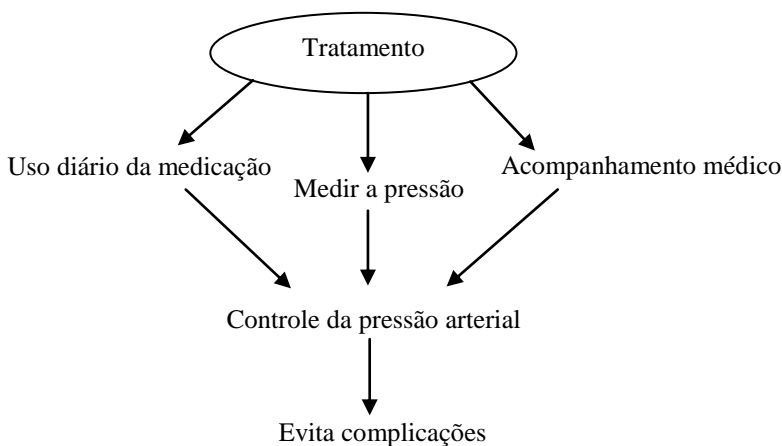 Tratamento
Uso diário da medicação
Medir a pressão
Acompanhamento médico
Controle da pressão arterial
Evita complicações